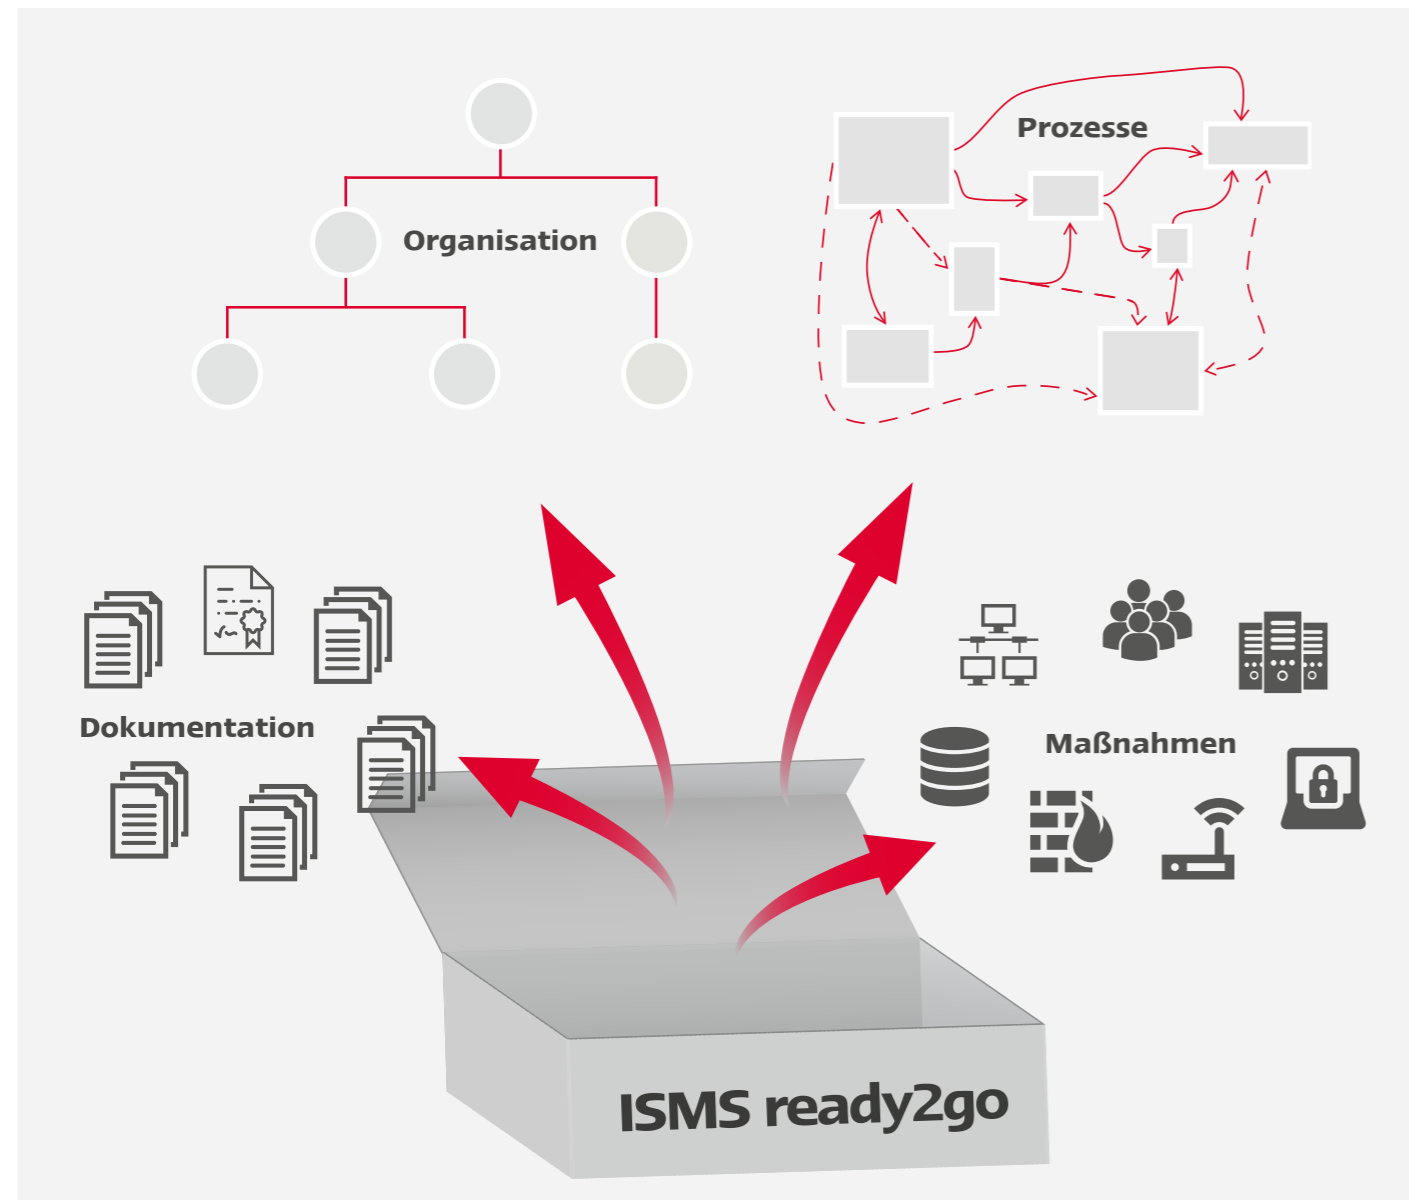 Prozesse
Organisation
Dokumentation
Maßnahmen
ISMS ready2go